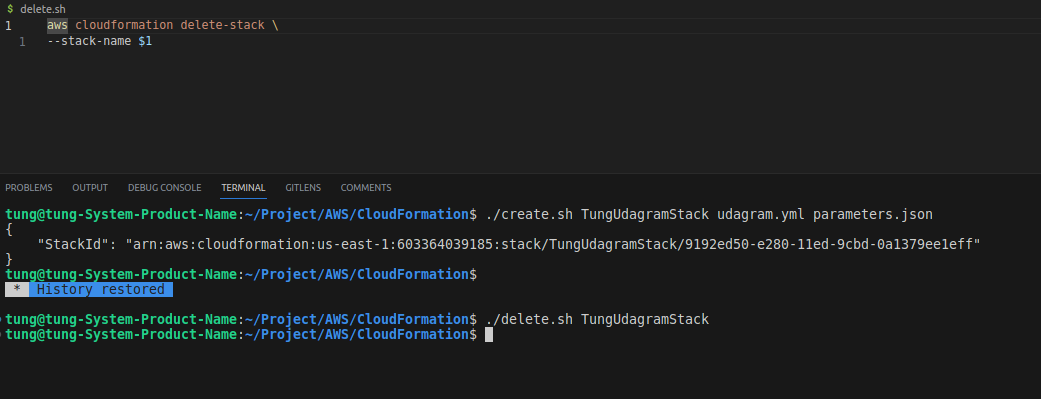 $ delete.sh
1 aws cloudformation delete-stack \
1 --stack-name $1
PROBLEMS OUTPUT DEBUG CONSOLE TERMINAL GITLENS COMMENTS
tung@tung-System-Product-Name:~/Project/AWS/CloudFormation$ ./create.sh TungUdagramStack udagram.yml parameters.json
{
    "StackId": "arn:aws:cloudformation:us-east-1:603364039185:stack/TungUdagramStack/9192ed50-e280-11ed-9cbd-0a1379ee1eff"
}
tung@tung-System-Product-Name:~/Project/AWS/CloudFormation$
* History restored
tung@tung-System-Product-Name:~/Project/AWS/CloudFormation$ ./delete.sh TungUdagramStack
tung@tung-System-Product-Name:~/Project/AWS/CloudFormation$